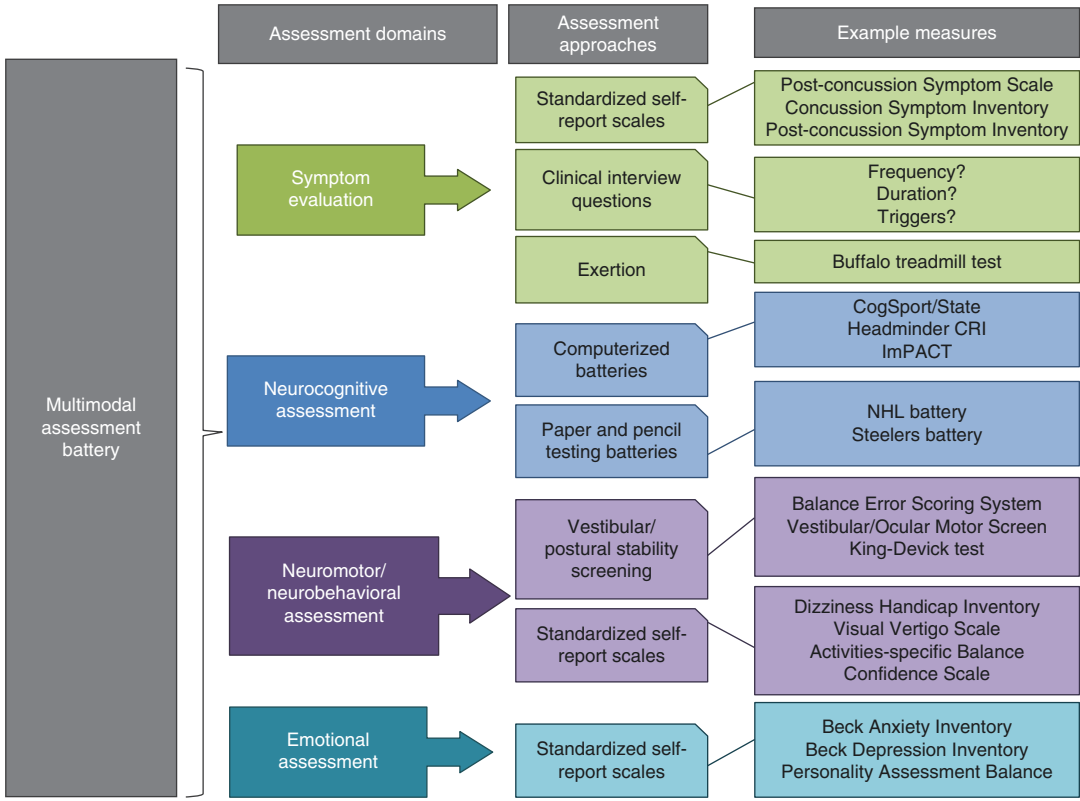 Assessment domains
Assessment
approaches
Example measures
Multimodal
assessment
battery
Symptom
evaluation
Standardized self-
report scales
Post-concussion Symptom Scale
Concussion Symptom Inventory
Post-concussion Symptom Inventory
Clinical interview
questions
Frequency?
Duration?
Triggers?
Exertion
Buffalo treadmill test
Neurocognitive
assessment
Computerized
batteries
CogSport/State
Headminder CRI
ImPACT
Paper and pencil
testing batteries
NHL battery
Steelers battery
Neuromotor/
neurobehavioral
assessment
Vestibular/
postural stability
screening
Balance Error Scoring System
Vestibular/Ocular Motor Screen
King-Devick test
Standardized self-
report scales
Dizziness Handicap Inventory
Visual Vertigo Scale
Activities-specific Balance
Confidence Scale
Emotional
assessment
Standardized self-
report scales
Beck Anxiety Inventory
Beck Depression Inventory
Personality Assessment Balance